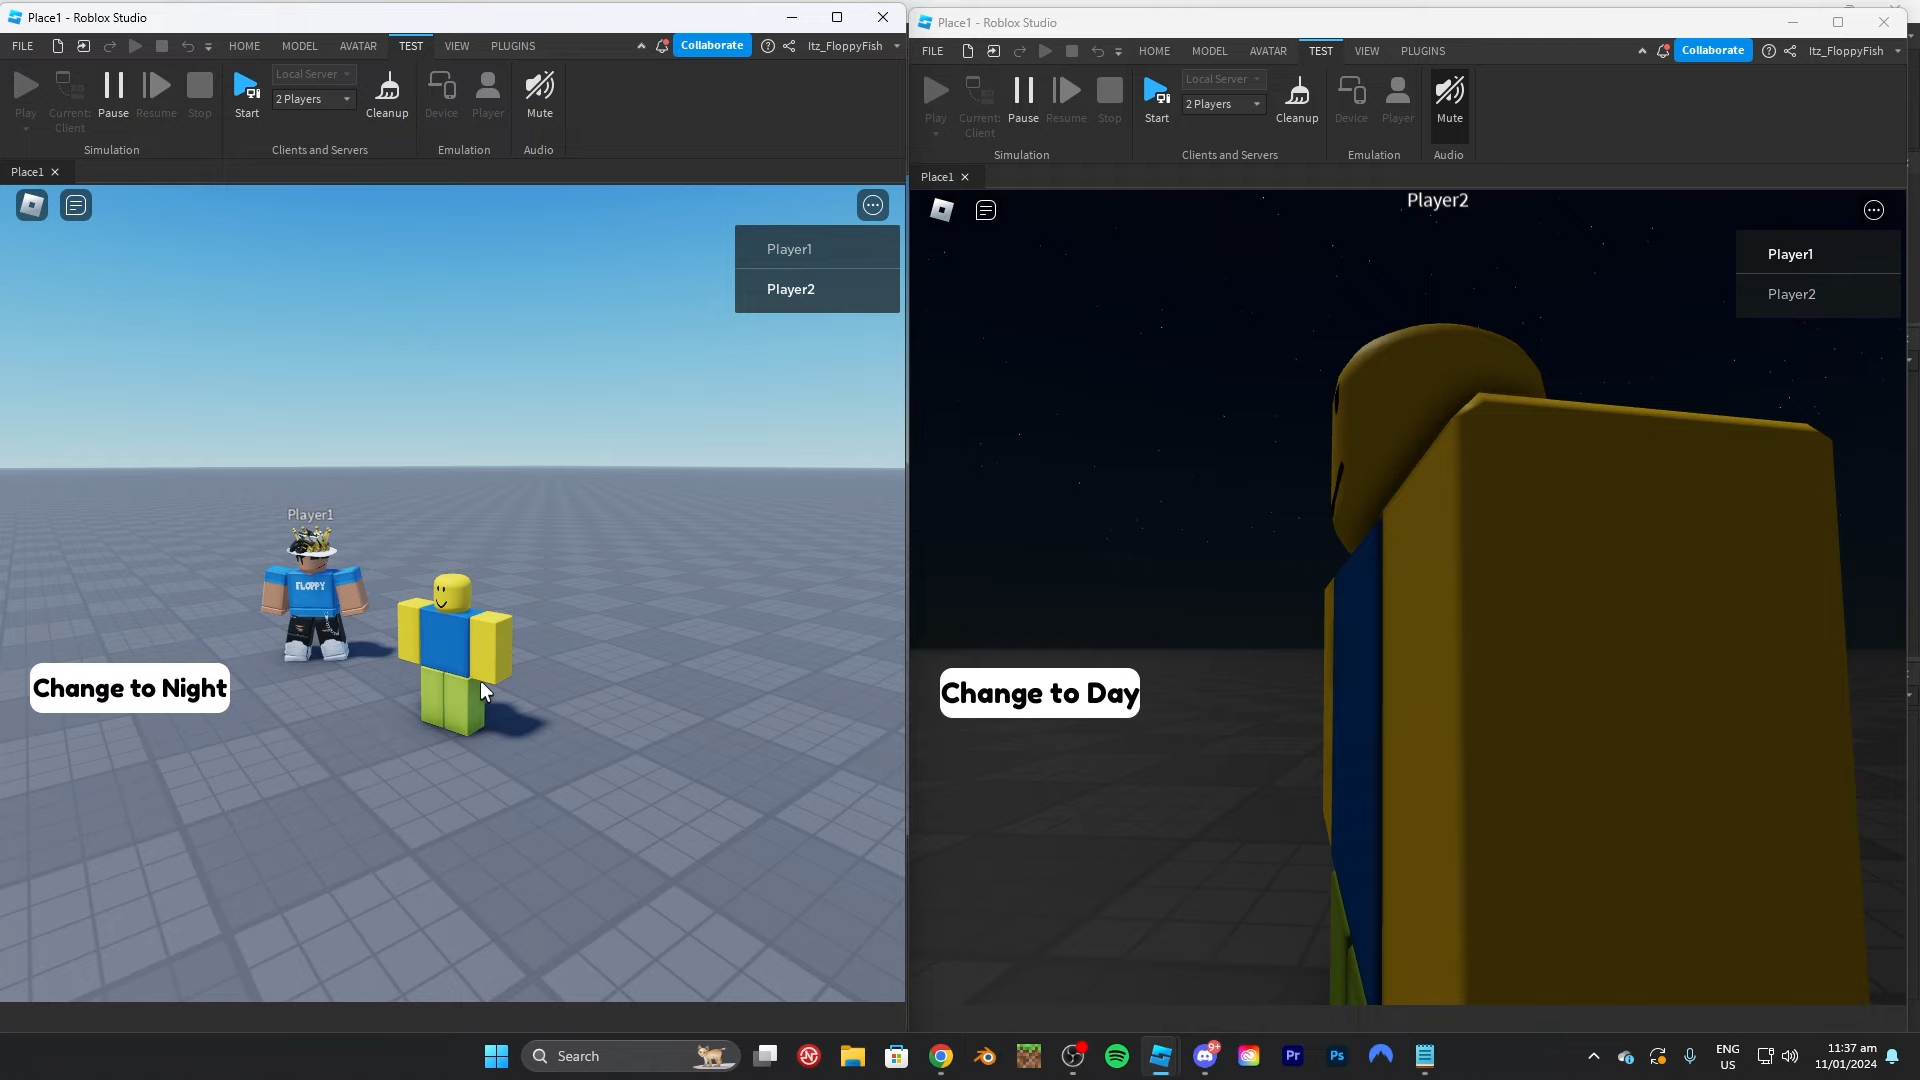 Place1 - Roblox Studio
FILE HOME MODEL AVATAR TEST VIEW PLUGINS Collaborate Itz_FloppyFish
Local Server
2 Players
Play Current: Client Pause Resume Stop Start Cleanup Device Player Mute
Simulation Clients and Servers Emulation Audio
Place1
Player1
Player2
Player1
FLOPPY
Change to Night
Place1 - Roblox Studio
FILE HOME MODEL AVATAR TEST VIEW PLUGINS Collaborate Itz_FloppyFish
Local Server
2 Players
Play Current: Client Pause Resume Stop Start Cleanup Device Player Mute
Simulation Clients and Servers Emulation Audio
Place1
Player2
Player1
Player2
Change to Day
Search
9+
Pr
Ps
ENG
US
11:37 am
11/01/2024